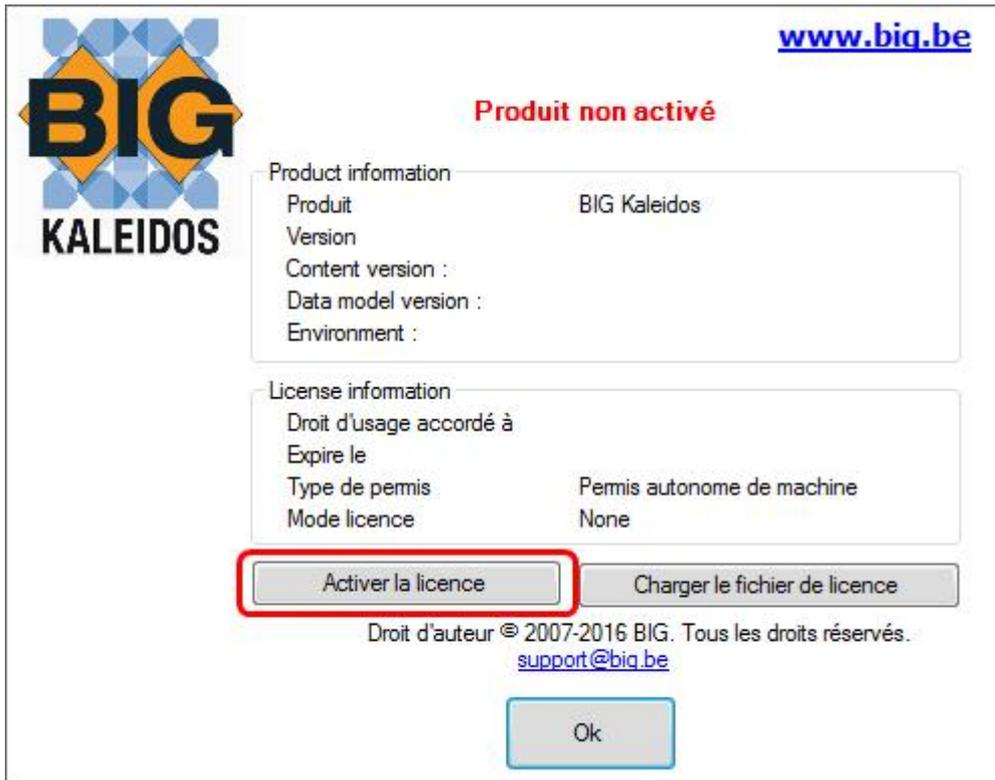 BIG
KALEIDOS
www.big.be
Produit non activé
Product information
Produit BIG Kaleidos
Version
Content version :
Data model version :
Environment :
License information
Droit d'usage accordé à
Expire le
Type de permis Permis autonome de machine
Mode licence None
Activer la licence Charger le fichier de licence
Droit d'auteur © 2007-2016 BIG. Tous les droits réservés.
support@big.be
Ok